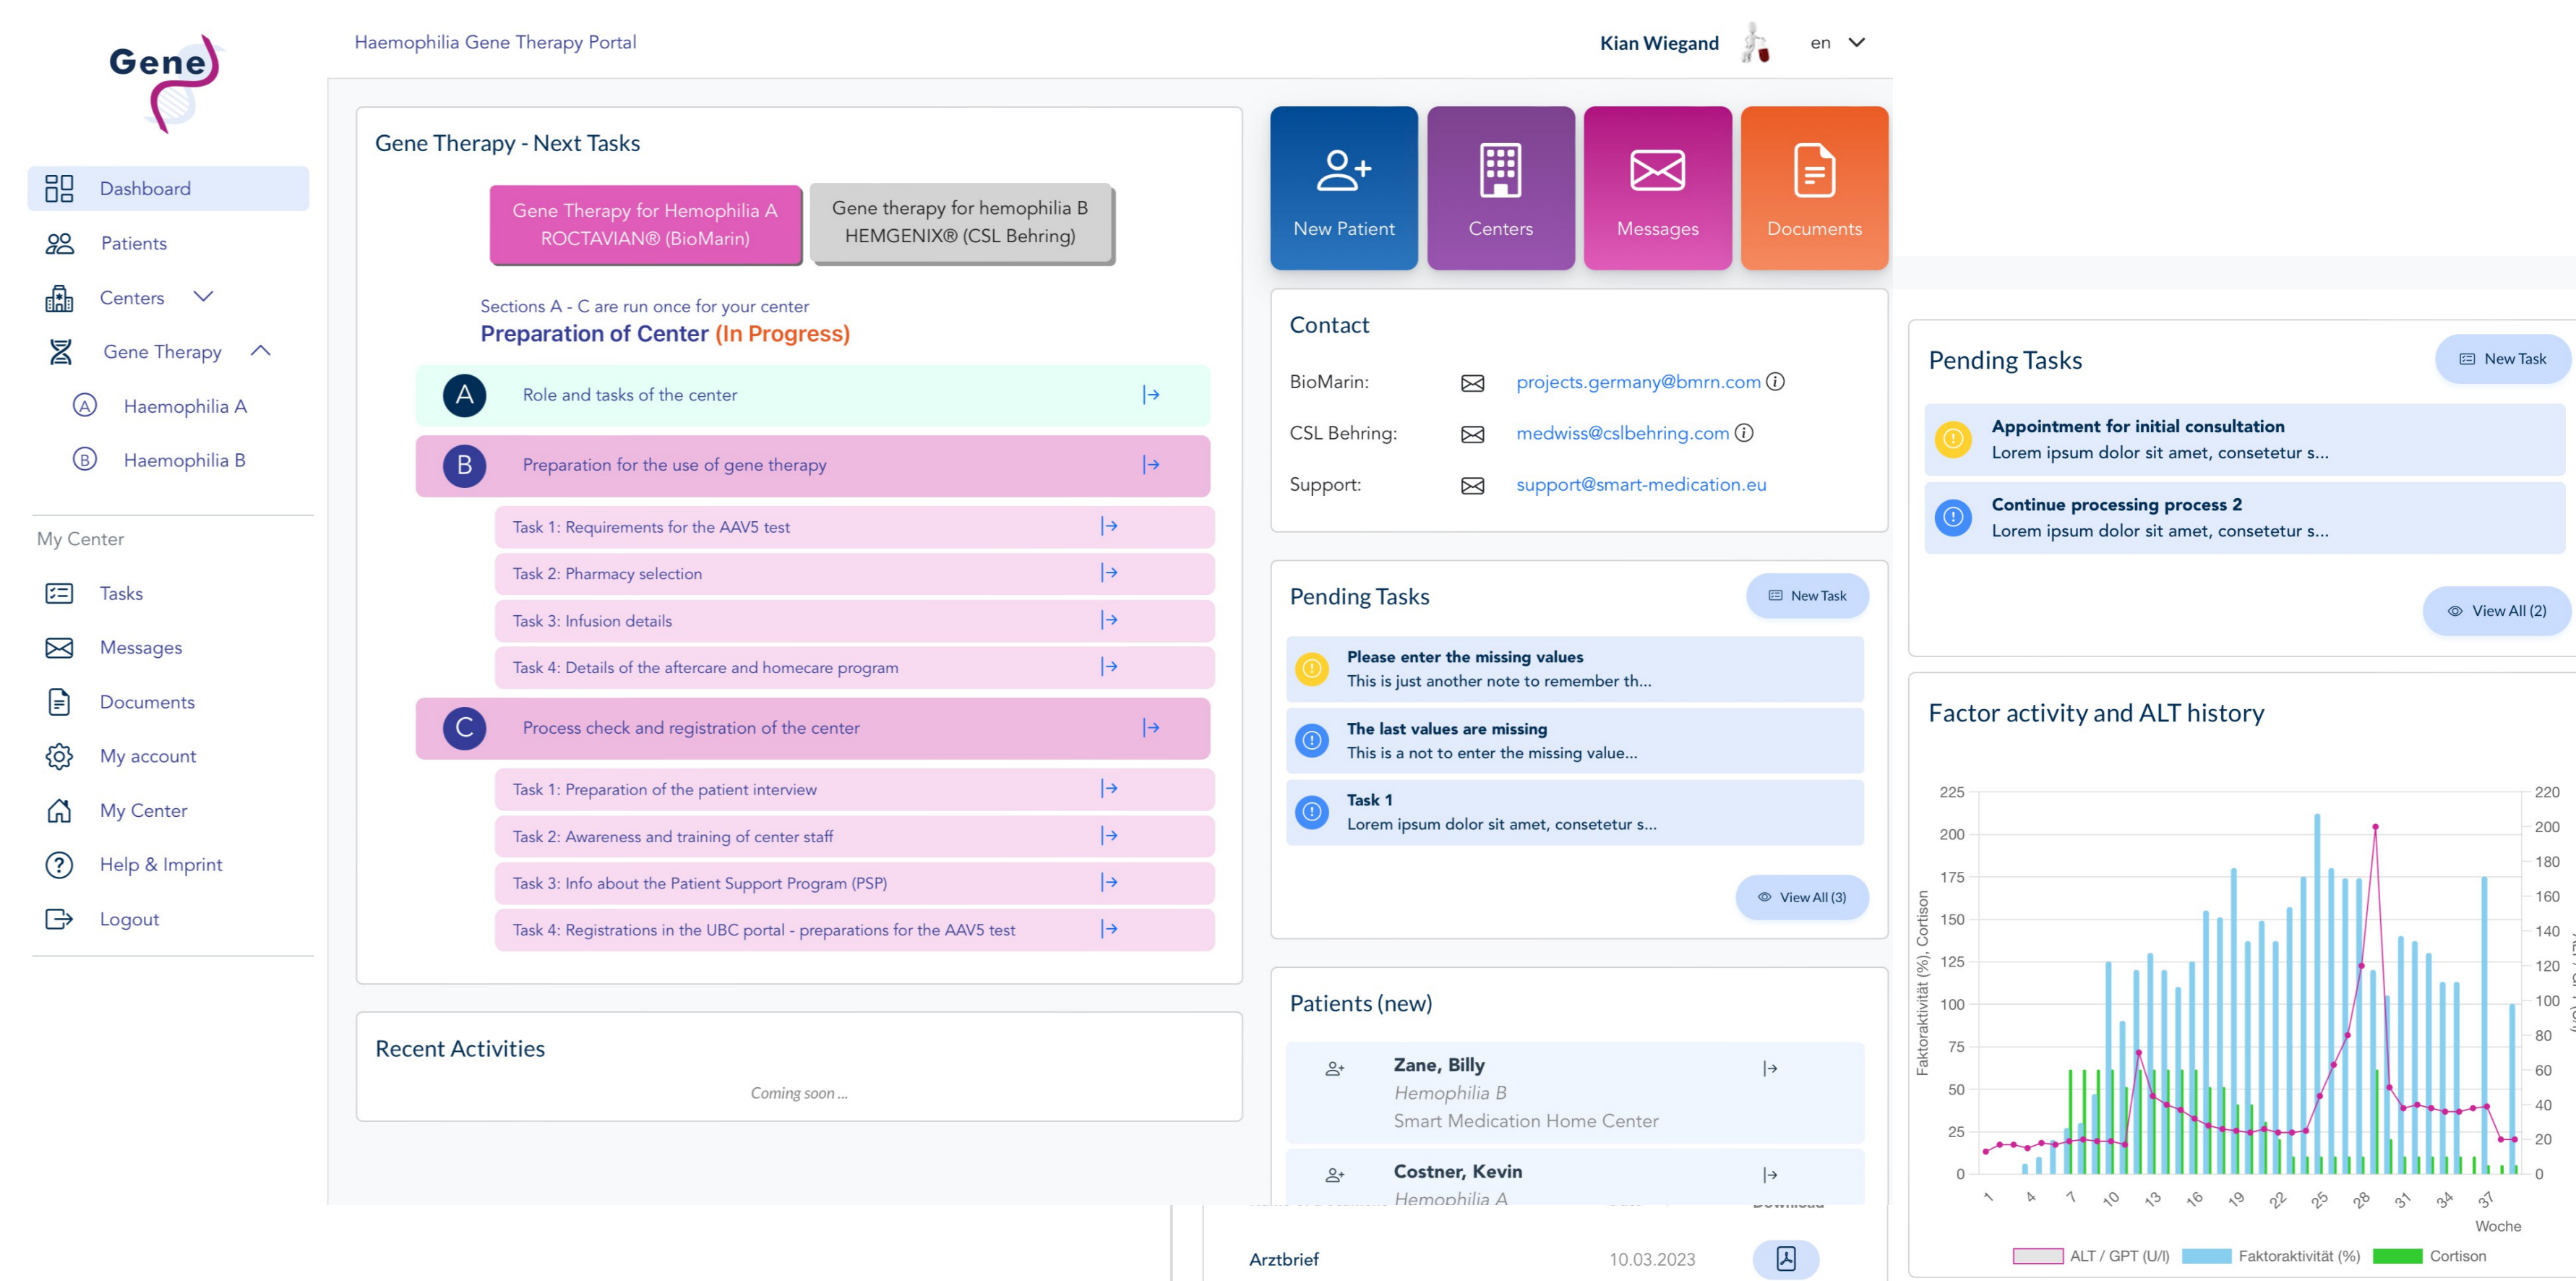 Gene
Haemophilia Gene Therapy Portal
Kian Wiegand
en
Dashboard
Patients
Centers
Gene Therapy
A Haemophilia A
B Haemophilia B
My Center
Tasks
Messages
Documents
My account
My Center
Help & Imprint
Logout
Gene Therapy - Next Tasks
Gene Therapy for Hemophilia A
ROCTAVIAN® (BioMarin)
Gene therapy for hemophilia B
HEMGENIX® (CSL Behring)
Sections A - C are run once for your center
Preparation of Center (In Progress)
A Role and tasks of the center
B Preparation for the use of gene therapy
Task 1: Requirements for the AAV5 test
Task 2: Pharmacy selection
Task 3: Infusion details
Task 4: Details of the aftercare and homecare program
C Process check and registration of the center
Task 1: Preparation of the patient interview
Task 2: Awareness and training of center staff
Task 3: Info about the Patient Support Program (PSP)
Task 4: Registrations in the UBC portal - preparations for the AAV5 test
Recent Activities
Coming soon ...
New Patient
Centers
Messages
Documents
Contact
BioMarin: projects.germany@bmrn.com
CSL Behring: medwiss@cslbehring.com
Support: support@smart-medication.eu
Pending Tasks
New Task
Please enter the missing values
This is just another note to remember th...
The last values are missing
This is a not to enter the missing value...
Task 1
Lorem ipsum dolor sit amet, consetetur s...
View All (3)
Patients (new)
Zane, Billy
Hemophilia B
Smart Medication Home Center
Costner, Kevin
Hemophilia A
Download
Arztbrief 10.03.2023
Pending Tasks
New Task
Appointment for initial consultation
Lorem ipsum dolor sit amet, consetetur s...
Continue processing process 2
Lorem ipsum dolor sit amet, consetetur s...
View All (2)
Factor activity and ALT history
Faktoraktivität (%), Cortison
225
200
175
150
125
100
75
50
25
0
220
200
180
160
140
120
100
80
60
40
20
0
1 4 7 10 13 16 19 22 25 28 31 34 37
Woche
ALT / GPT (U/l) Faktoraktivität (%) Cortison